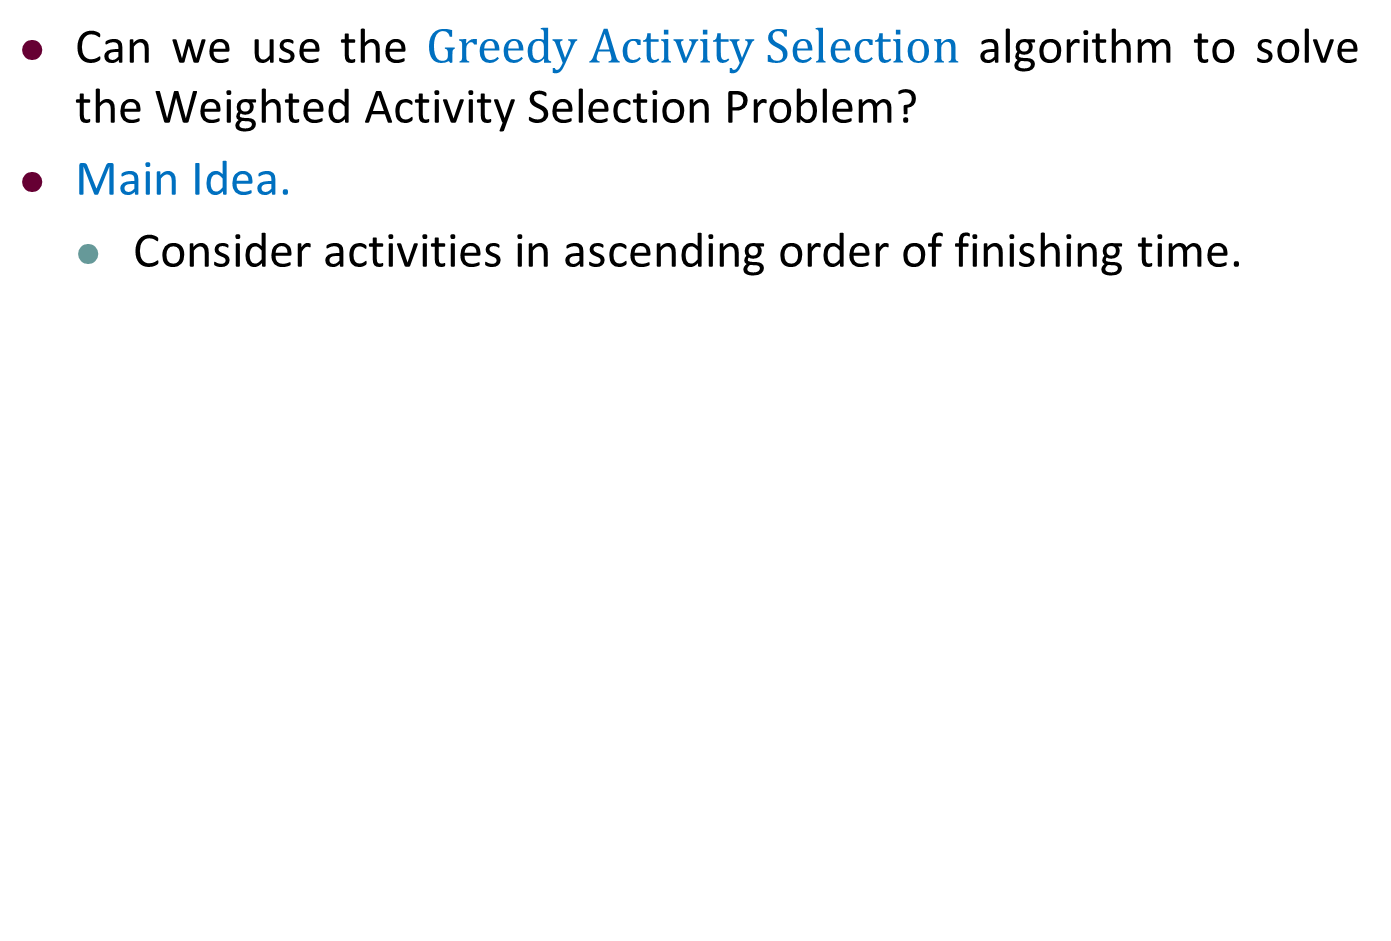 Can we use the Greedy Activity Selection algorithm to solve
the Weighted Activity Selection Problem?
Main Idea.
Consider activities in ascending order of finishing time.